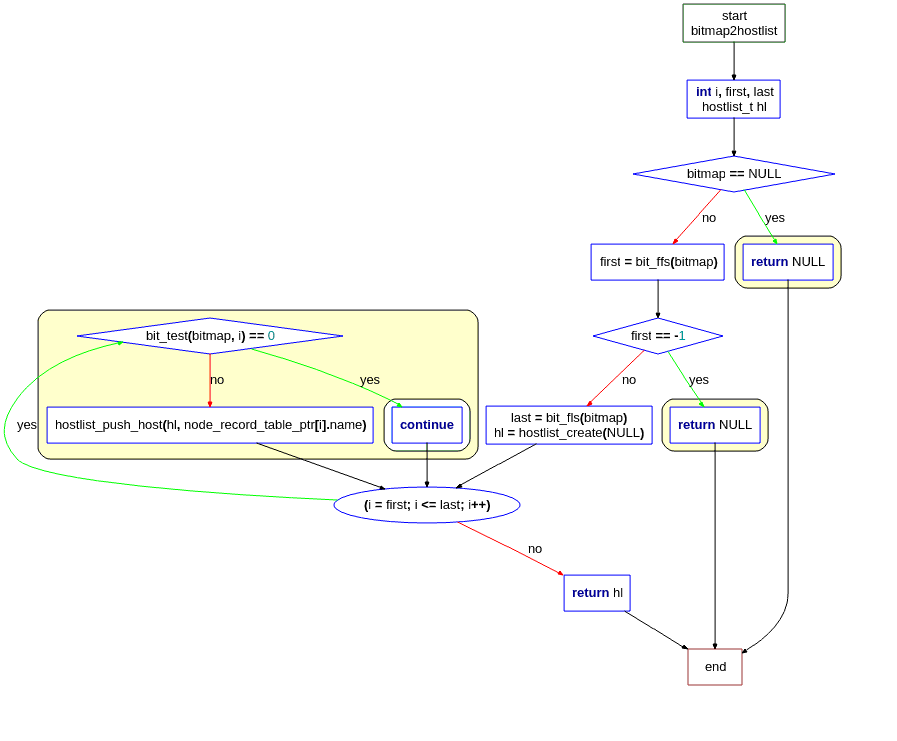 start
bitmap2hostlist
int i, first, last
hostlist_t hl
bitmap == NULL
no
yes
first = bit_ffs(bitmap)
return NULL
bit_test(bitmap, i) == 0
first == -1
no
yes
no
yes
yes
hostlist_push_host(hl, node_record_table_ptr[i].name)
continue
last = bit_fls(bitmap)
hl = hostlist_create(NULL)
return NULL
(i = first; i <= last; i++)
no
return hl
end